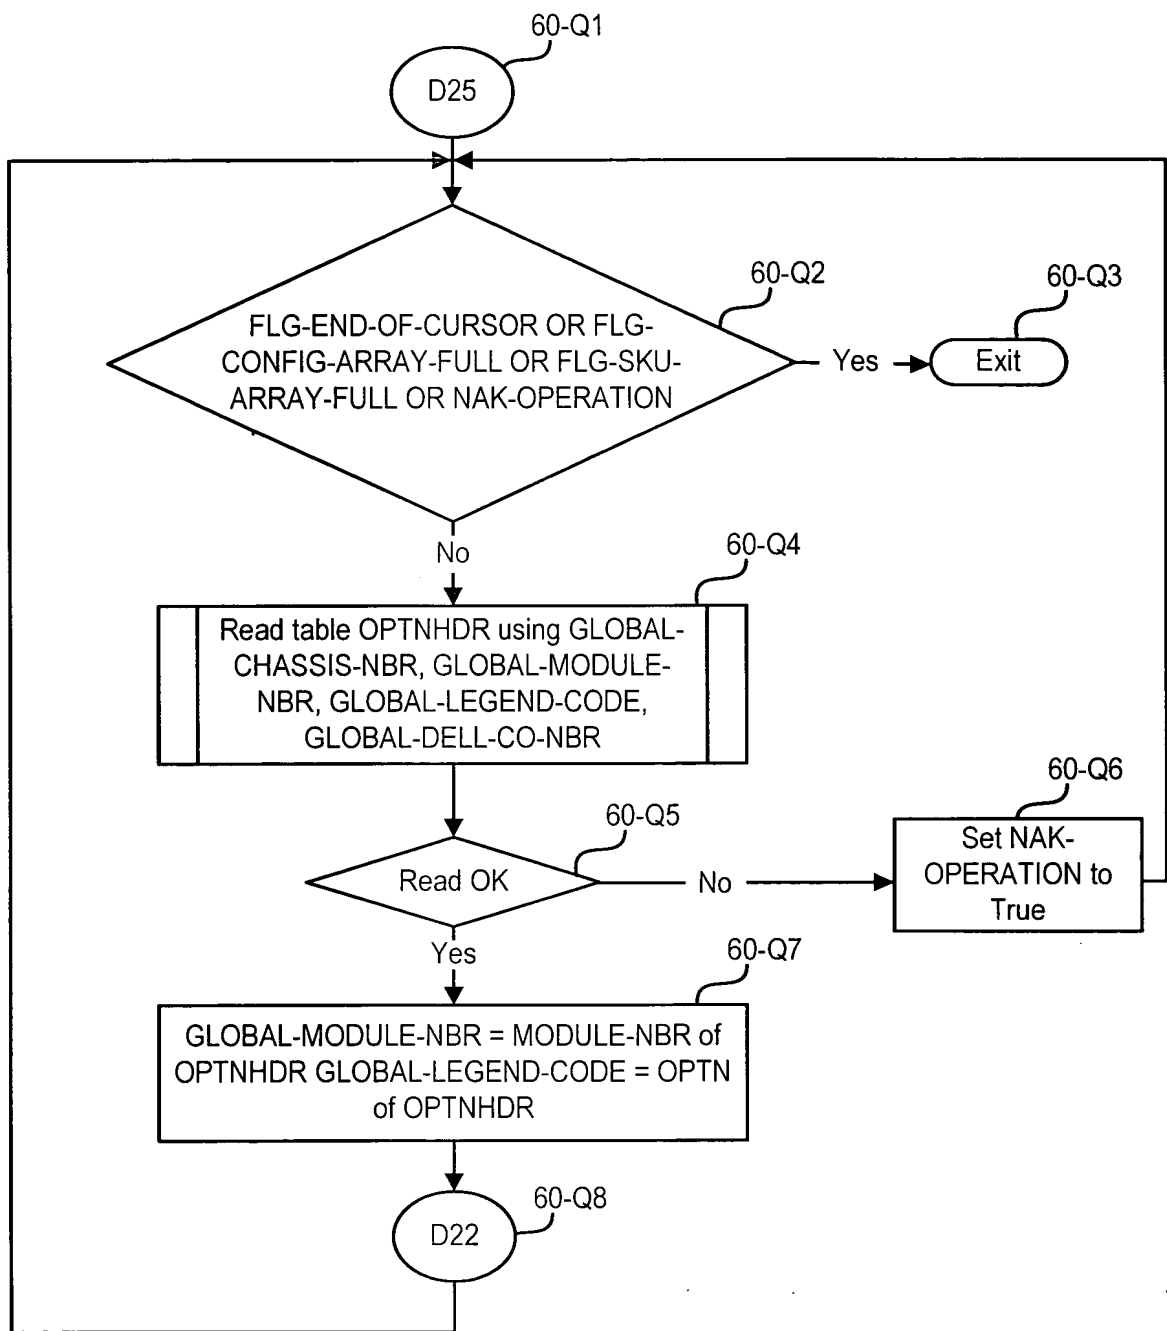 60-Q1
D25
60-Q2
60-Q3
FLG-END-OF-CURSOR OR FLG-
CONFIG-ARRAY-FULL OR FLG-SKU-
ARRAY-FULL OR NAK-OPERATION
Yes
Exit
No
60-Q4
Read table OPTNHDR using GLOBAL-
CHASSIS-NBR, GLOBAL-MODULE-
NBR, GLOBAL-LEGEND-CODE,
GLOBAL-DELL-CO-NBR
60-Q5
60-Q6
Read OK
No
Set NAK-
OPERATION to
True
Yes
60-Q7
GLOBAL-MODULE-NBR = MODULE-NBR of
OPTNHDR GLOBAL-LEGEND-CODE = OPTN
of OPTNHDR
60-Q8
D22